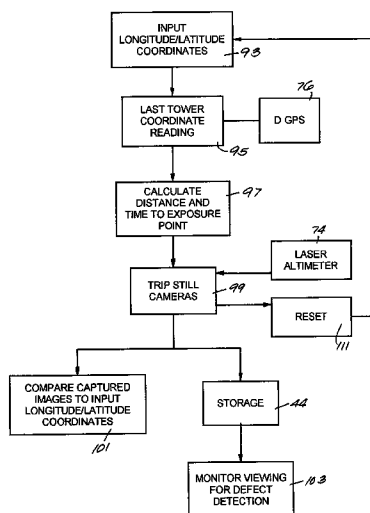 INPUT
LONGITUDE/LATITUDE
COORDINATES
93
LAST TOWER
COORDINATE
READING
95
76
D GPS
CALCULATE
DISTANCE AND
TIME TO EXPOSURE
POINT
97
74
LASER
ALTIMETER
TRIP STILL
CAMERAS
99
RESET
111
COMPARE CAPTURED
IMAGES TO INPUT
LONGITUDE/LATITUDE
COORDINATES
101
STORAGE
44
MONITOR VIEWING
FOR DEFECT
DETECTION
103